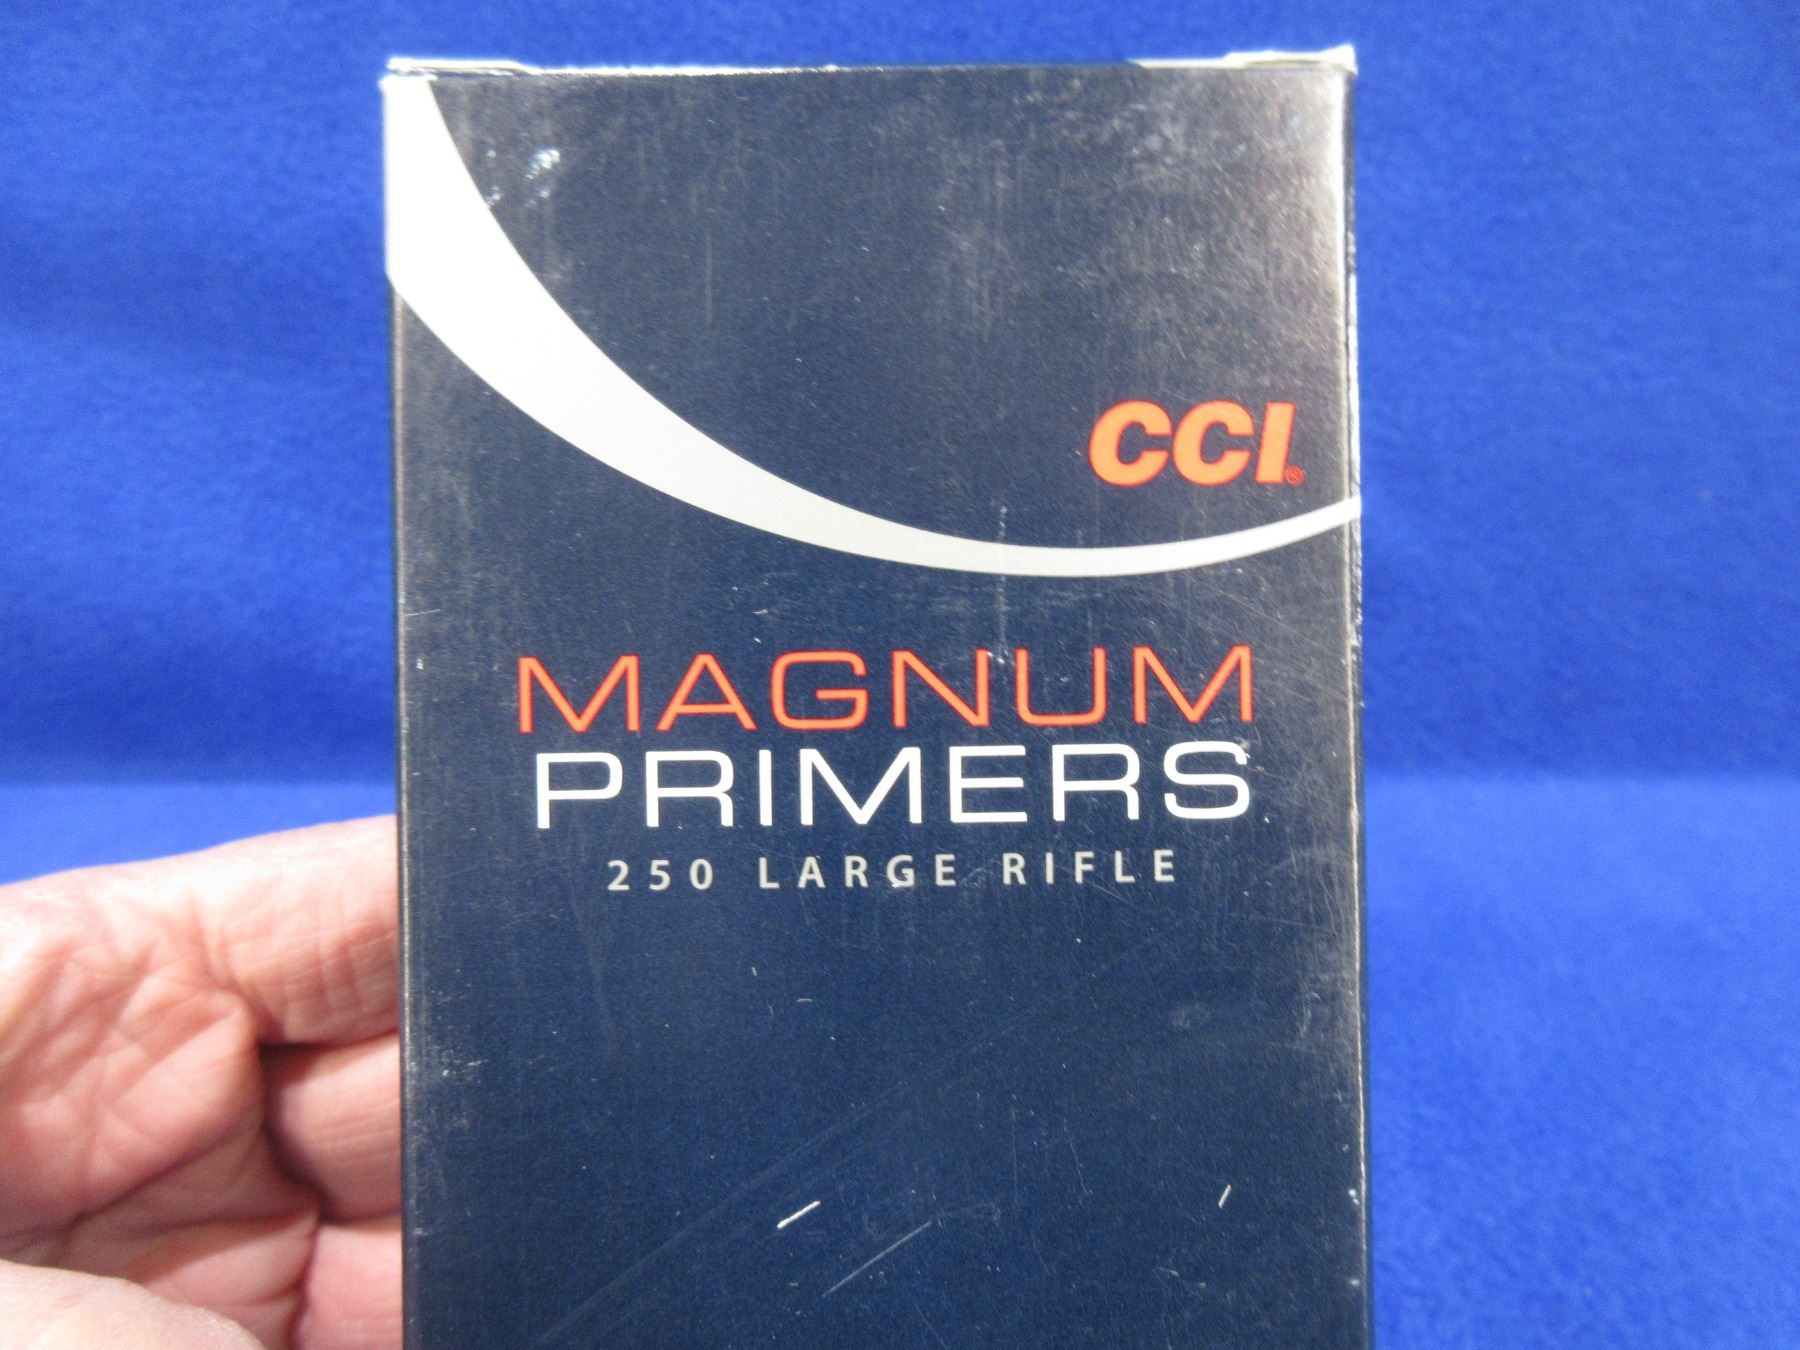 CCI®
MAGNUM
PRIMERS
250 LARGE RIFLE